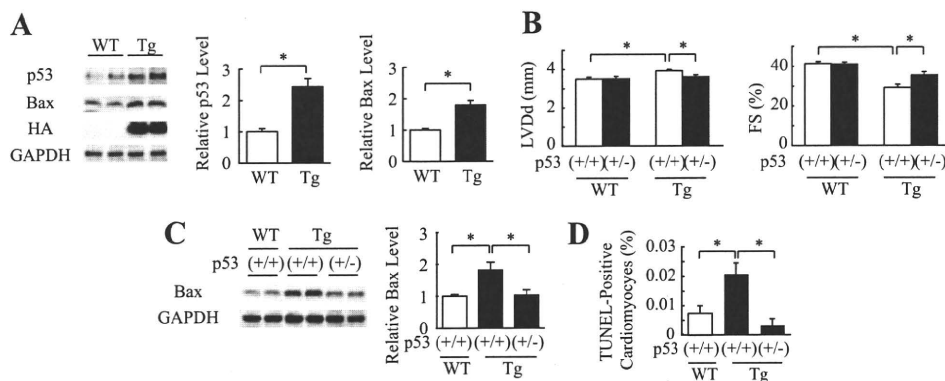 A
WT Tg
p53
Bax
HA
GAPDH
Relative p53 Level
3
2
1
0
*
WT Tg
Relative Bax Level
3
2
1
0
*
WT Tg
B
LVDd (mm)
6
4
2
0
* *
p53 (+/+)(+/-) (+/+)(+/-)
WT Tg
FS (%)
40
20
0
* *
p53 (+/+)(+/-) (+/+)(+/-)
WT Tg
C
WT Tg
p53 (+/+) (+/+) (+/-)
Bax
GAPDH
Relative Bax Level
3
2
1
0
* *
p53 (+/+) (+/+) (+/-)
WT Tg
D
TUNEL-Positive
Cardiomyocytes (%)
0.03
0.02
0.01
0
* *
p53 (+/+) (+/+) (+/-)
WT Tg